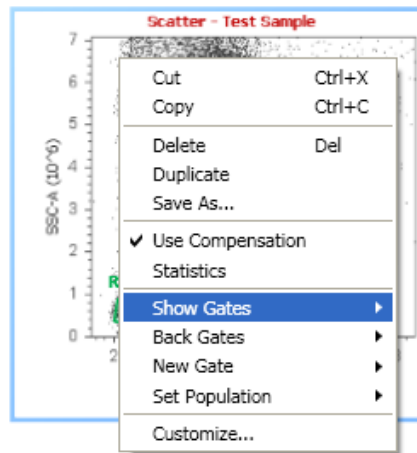 Scatter - Test Sample
7
6
5
4
3
2
1
0
SSC-A (10^6)
R
2
Cut Ctrl+X
Copy Ctrl+C
Delete Del
Duplicate
Save As...
✔ Use Compensation
Statistics
Show Gates
Back Gates
New Gate
Set Population
Customize...